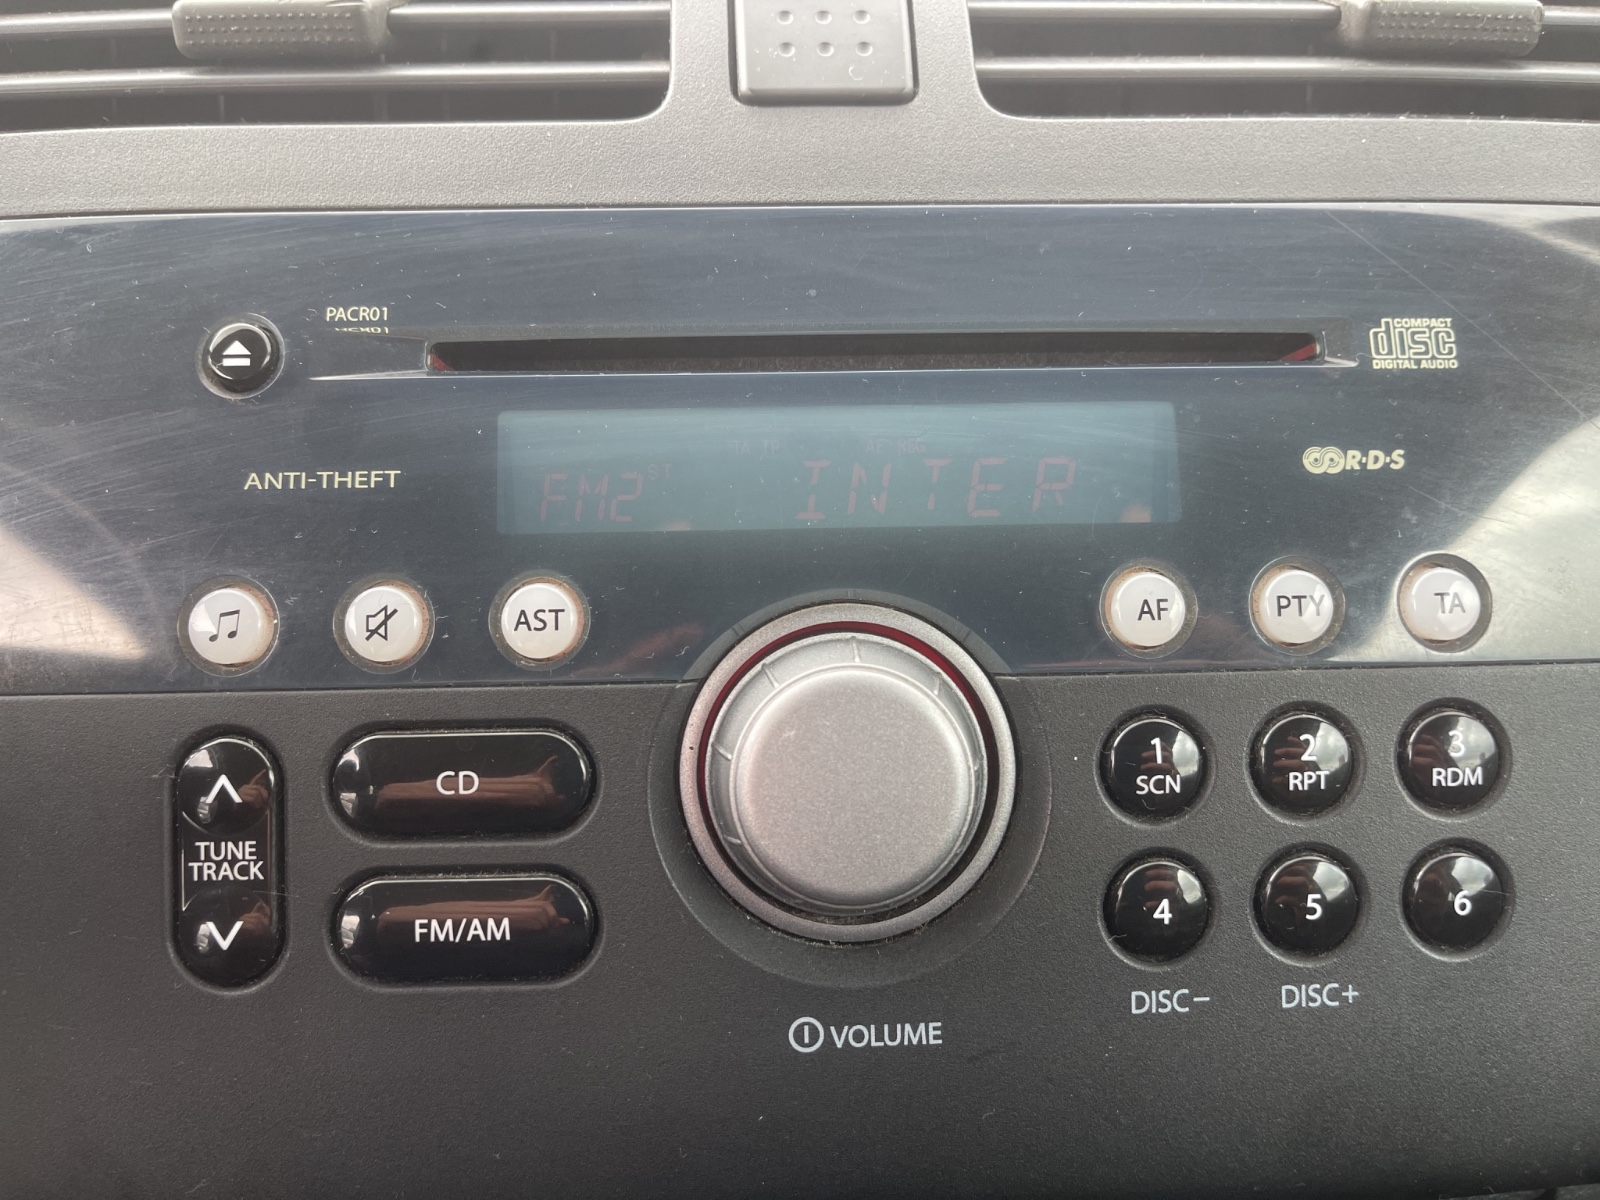 PACR01
COMPACT
disc
DIGITAL AUDIO
TA TP AF REG
FM2 ST INTER
ANTI-THEFT
R·D·S
AST
AF
PTY
TA
CD
TUNE
TRACK
FM/AM
1
SCN
2
RPT
3
RDM
4
5
6
DISC–
DISC+
VOLUME